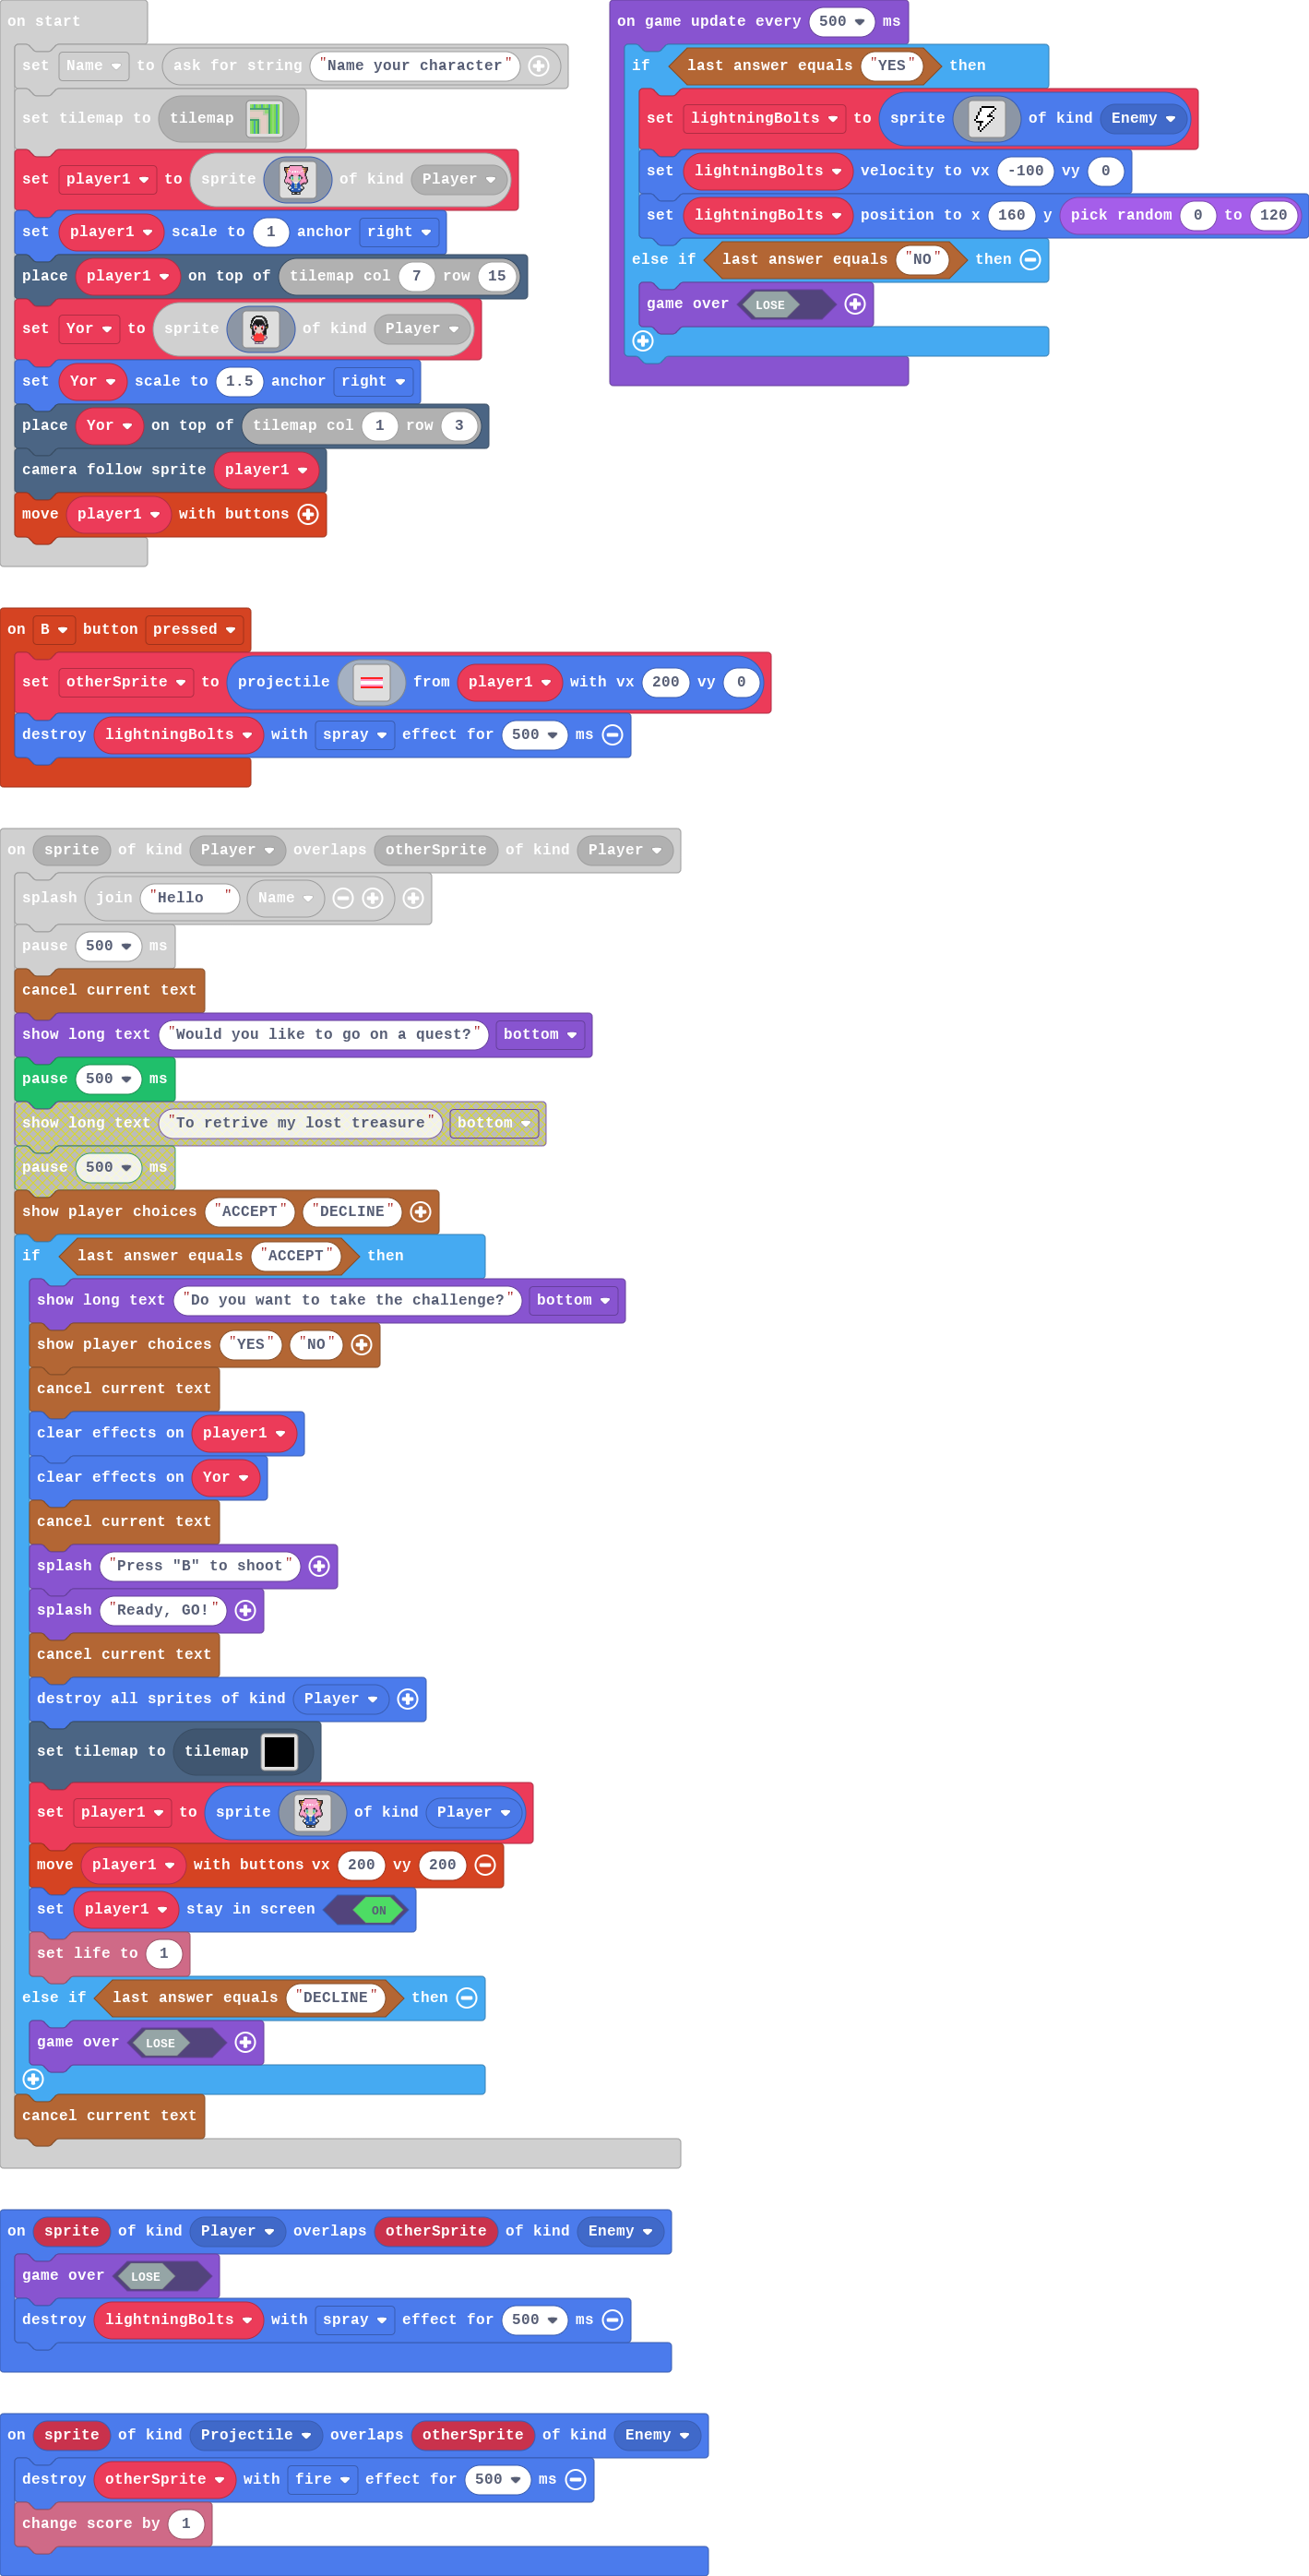 on start
set Name to ask for string "Name your character"
set tilemap to tilemap
set player1 to sprite of kind Player
set player1 scale to 1 anchor right
place player1 on top of tilemap col 7 row 15
set Yor to sprite of kind Player
set Yor scale to 1.5 anchor right
place Yor on top of tilemap col 1 row 3
camera follow sprite player1
move player1 with buttons
on game update every 500 ms
if last answer equals "YES" then
set lightningBolts to sprite of kind Enemy
set lightningBolts velocity to vx -100 vy 0
set lightningBolts position to x 160 y pick random 0 to 120
else if last answer equals "NO" then
game over LOSE
on B button pressed
set otherSprite to projectile from player1 with vx 200 vy 0
destroy lightningBolts with spray effect for 500 ms
on sprite of kind Player overlaps otherSprite of kind Player
splash join "Hello " Name
pause 500 ms
cancel current text
show long text "Would you like to go on a quest?" bottom
pause 500 ms
show long text "To retrive my lost treasure" bottom
pause 500 ms
show player choices "ACCEPT" "DECLINE"
if last answer equals "ACCEPT" then
show long text "Do you want to take the challenge?" bottom
show player choices "YES" "NO"
cancel current text
clear effects on player1
clear effects on Yor
cancel current text
splash "Press "B" to shoot"
splash "Ready, GO!"
cancel current text
destroy all sprites of kind Player
set tilemap to tilemap
set player1 to sprite of kind Player
move player1 with buttons vx 200 vy 200
set player1 stay in screen ON
set life to 1
else if last answer equals "DECLINE" then
game over LOSE
cancel current text
on sprite of kind Player overlaps otherSprite of kind Enemy
game over LOSE
destroy lightningBolts with spray effect for 500 ms
on sprite of kind Projectile overlaps otherSprite of kind Enemy
destroy otherSprite with fire effect for 500 ms
change score by 1